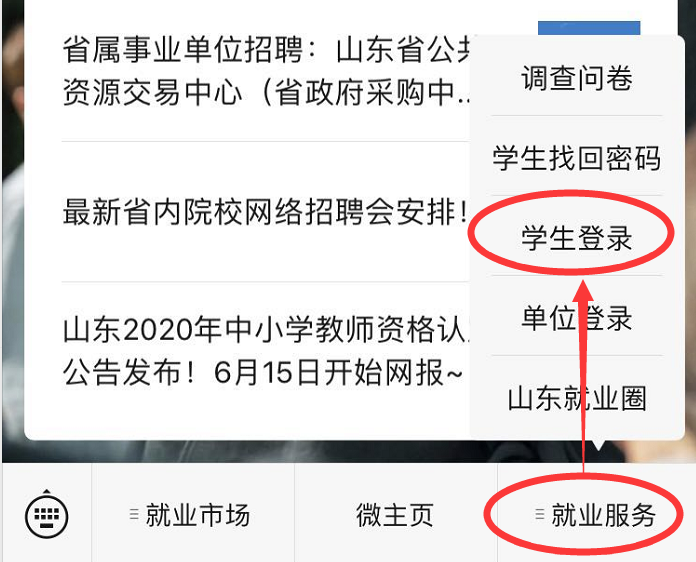 省属事业单位招聘：山东省公共
资源交易中心（省政府采购中..
最新省内院校网络招聘会安排！
山东2020年中小学教师资格认
公告发布！6月15日开始网报~
调查问卷
学生找回密码
学生登录
单位登录
山东就业圈
就业市场
微主页
就业服务